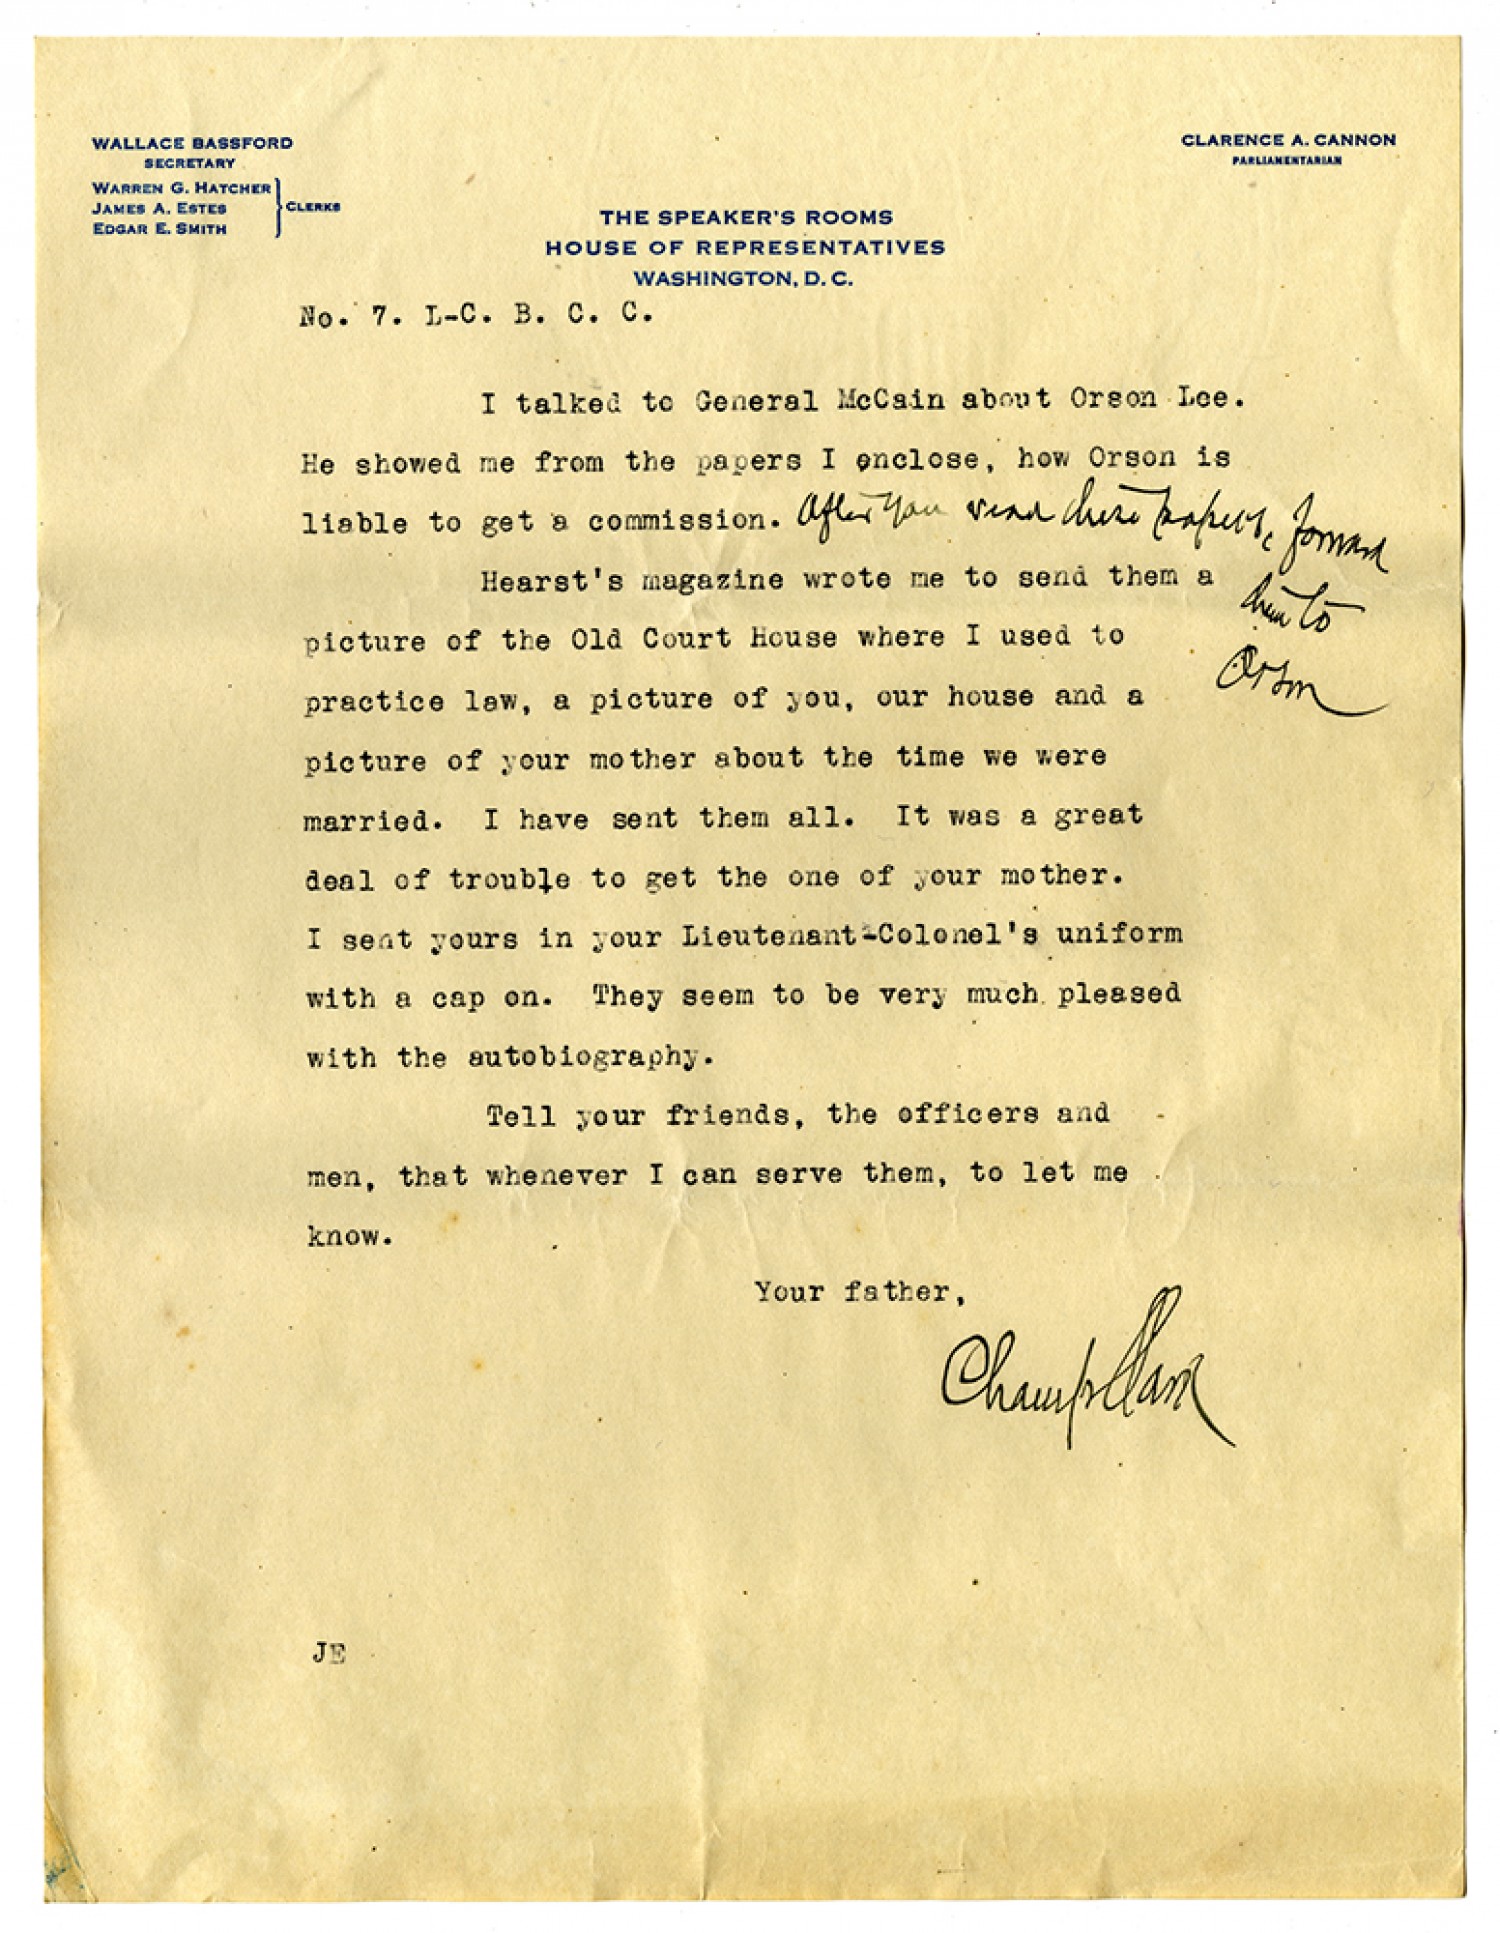 WALLACE BASSFORD
SECRETARY
WARREN G. HATCHER
JAMES A. ESTES
EDGAR E. SMITH
CLERKS
CLARENCE A. CANNON
PARLIAMENTARIAN
THE SPEAKER'S ROOMS
HOUSE OF REPRESENTATIVES
WASHINGTON, D. C.
No. 7. L-C. B. C. C.
I talked to General McCain about Orson Lee.
He showed me from the papers I enclose, how Orson is
liable to get a commission. After you read these papers, forward
them to
Orson
Hearst's magazine wrote me to send them a
picture of the Old Court House where I used to
practice law, a picture of you, our house and a
picture of your mother about the time we were
married. I have sent them all. It was a great
deal of trouble to get the one of your mother.
I sent yours in your Lieutenant-Colonel's uniform
with a cap on. They seem to be very much pleased
with the autobiography.
Tell your friends, the officers and
men, that whenever I can serve them, to let me
know.
Your father,
Champ Clark
JE